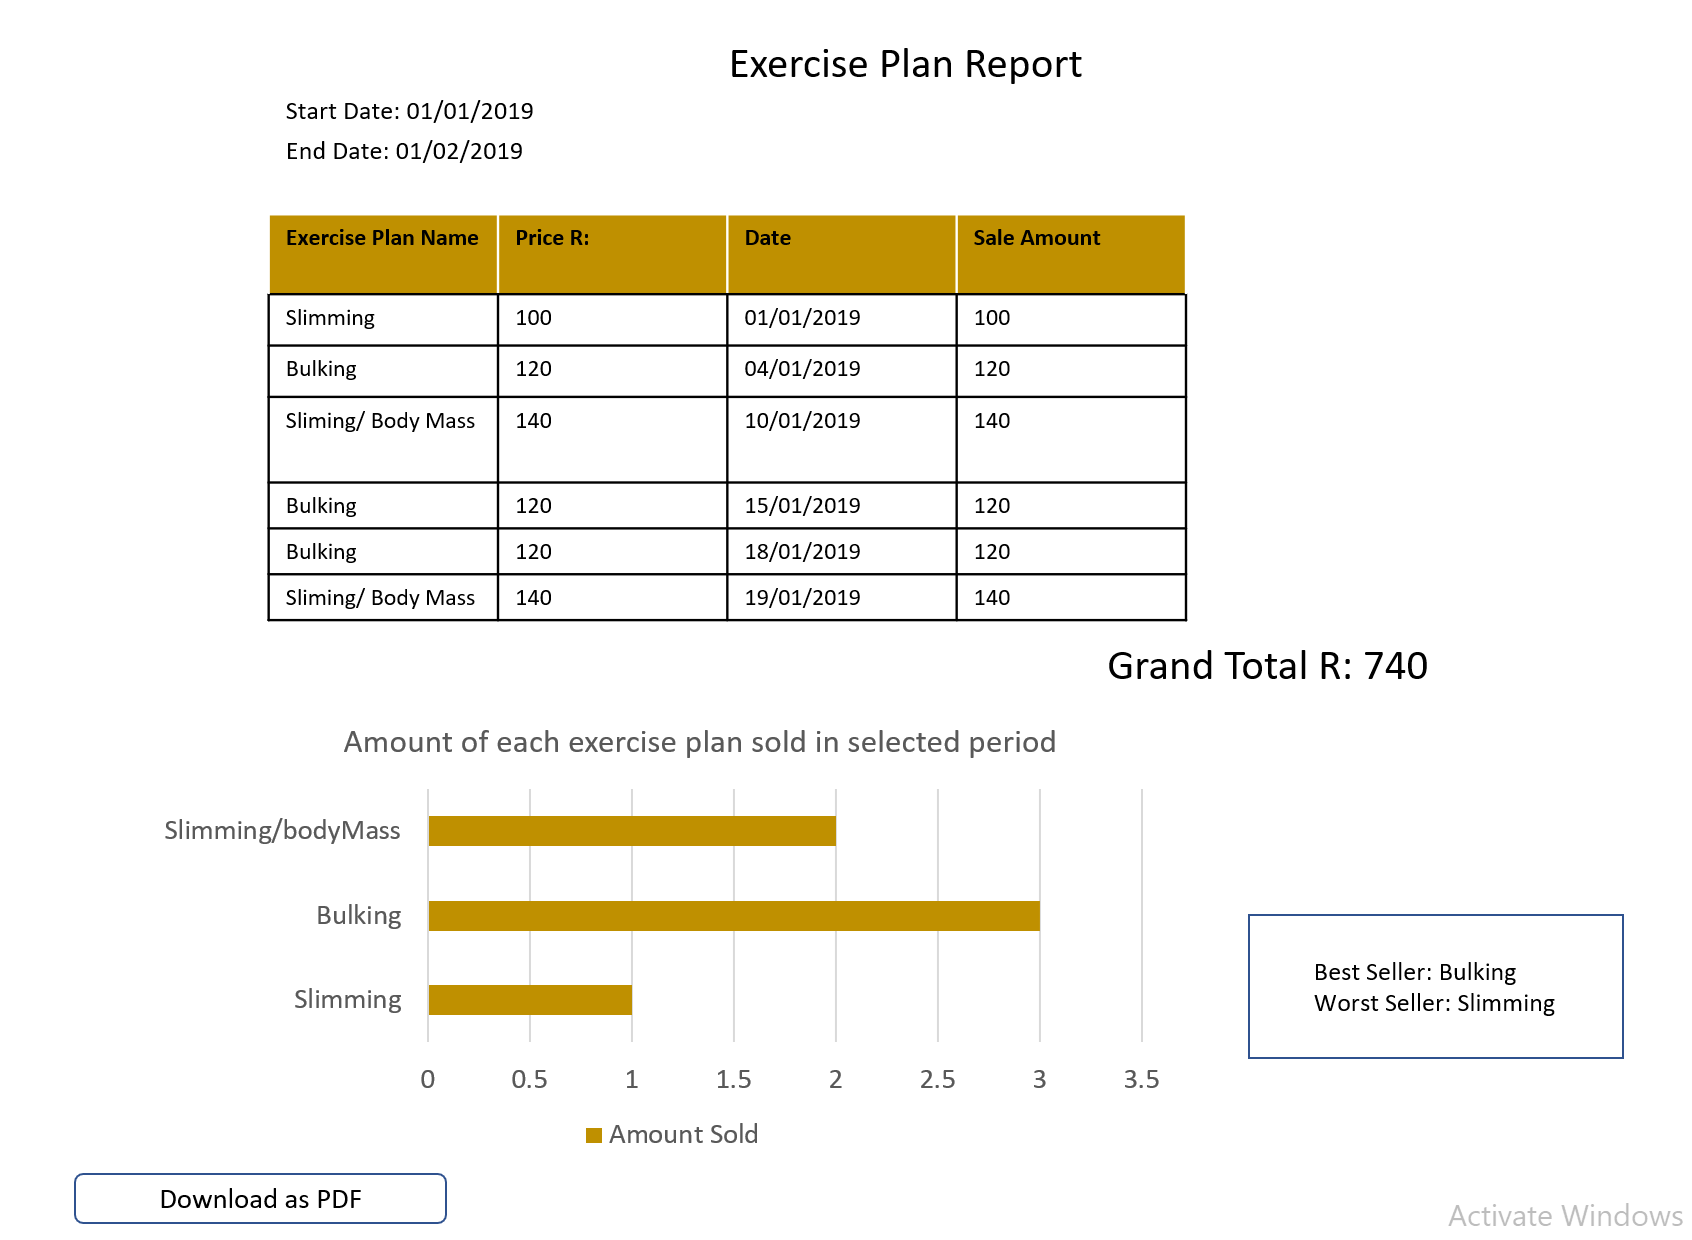 Exercise Plan Report
Start Date: 01/01/2019
End Date: 01/02/2019
Exercise Plan Name Price R: Date Sale Amount
Slimming 100 01/01/2019 100
Bulking 120 04/01/2019 120
Sliming/ Body Mass 140 10/01/2019 140
Bulking 120 15/01/2019 120
Bulking 120 18/01/2019 120
Sliming/ Body Mass 140 19/01/2019 140
Grand Total R: 740
Amount of each exercise plan sold in selected period
Slimming/bodyMass
Bulking
Slimming
0 0.5 1 1.5 2 2.5 3 3.5
Amount Sold
Best Seller: Bulking
Worst Seller: Slimming
Download as PDF
Activate Windows